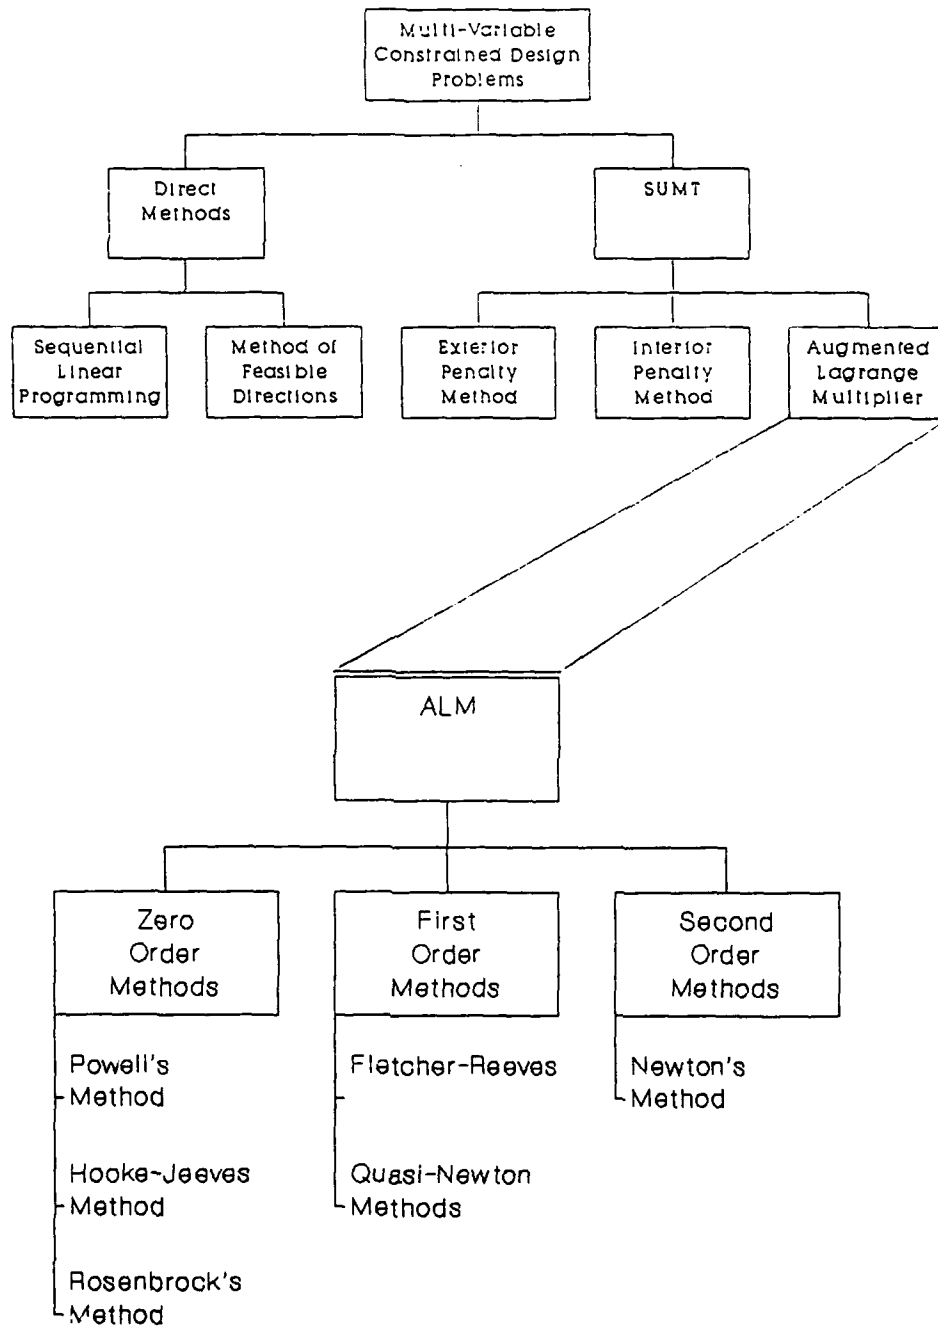 Multi-Variable
Constrained Design
Problems
Direct
Methods
SUMT
Sequential
Linear
Programming
Method of
Feasible
Directions
Exterior
Penalty
Method
Interior
Penalty
Method
Augmented
Lagrange
Multiplier
ALM
Zero
Order
Methods
First
Order
Methods
Second
Order
Methods
Powell's
Method
Hooke-Jeeves
Method
Rosenbrock's
Method
Fletcher-Reeves
Quasi-Newton
Methods
Newton's
Method